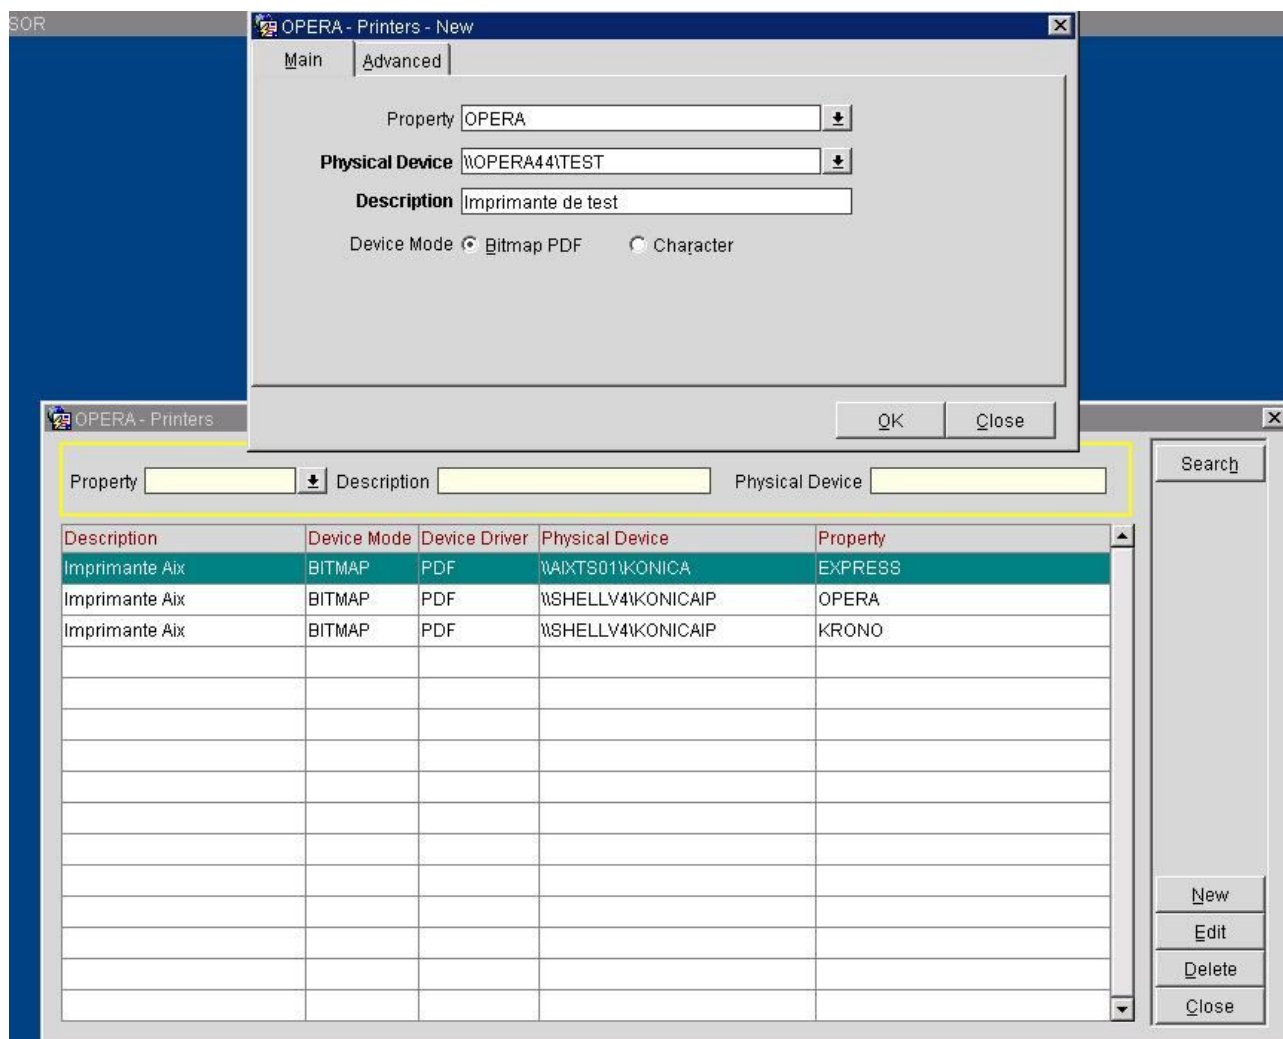 SOR
OPERA - Printers - New
Main Advanced
Property OPERA
Physical Device \\OPERA44\TEST
Description Imprimante de test
Device Mode Bitmap PDF Character
OK Close
OPERA - Printers
Property Description Physical Device
Search
Description Device Mode Device Driver Physical Device Property
Imprimante Aix BITMAP PDF \\AIXTS01\KONICA EXPRESS
Imprimante Aix BITMAP PDF \\SHELLV4\KONICAIP OPERA
Imprimante Aix BITMAP PDF \\SHELLV4\KONICAIP KRONO
New
Edit
Delete
Close